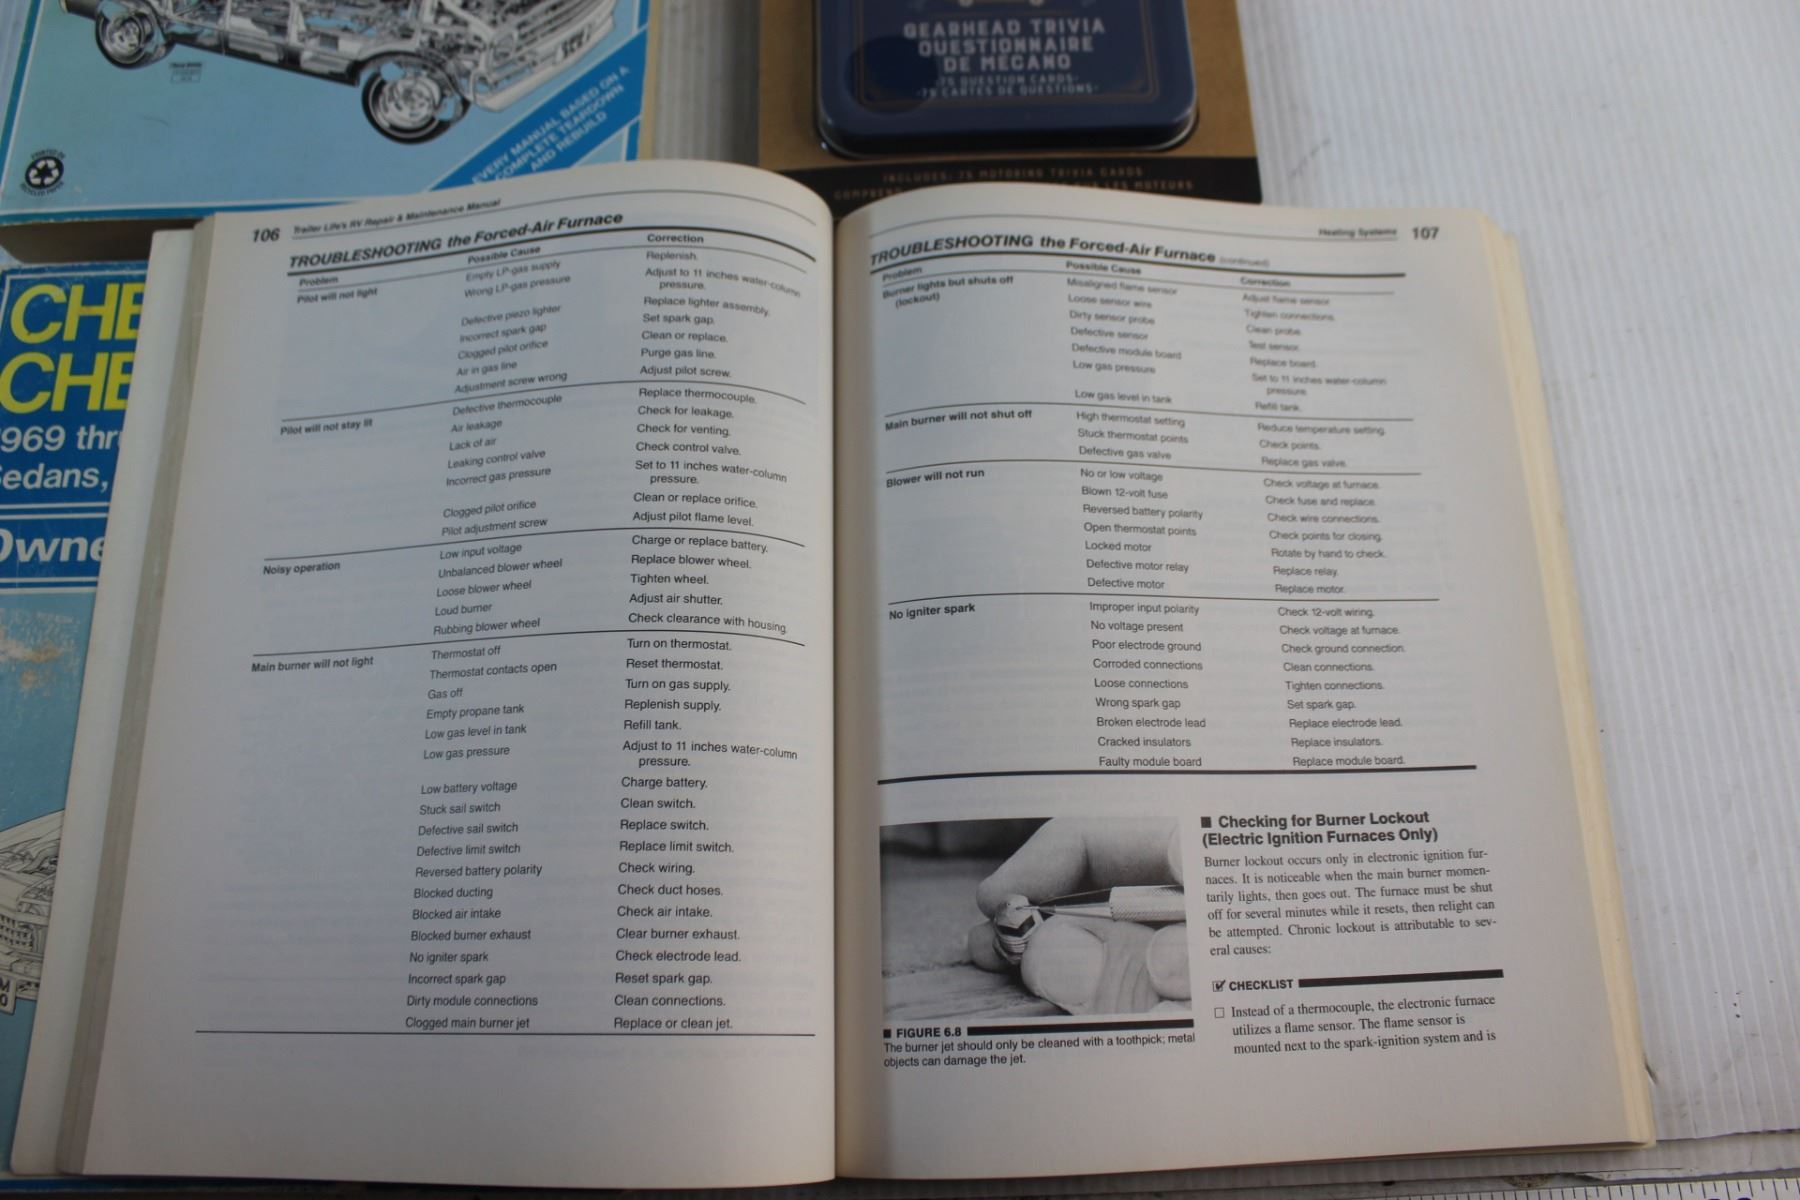 GEARHEAD TRIVIA
QUESTIONNAIRE
DE MÉCANO
·75 QUESTION CARDS·
·75 CARTES DE QUESTIONS·
INCLUDES: 75 MOTORING TRIVIA CARDS
LES MOTEURS
EVERY MANUAL BASED ON A
COMPLETE TEARDOWN
AND REBUILD
PRINTED ON
RECYCLED PAPER
CHE
CHE
1969 thr
Sedans,
Owne
106 Trailer Life's RV Repair & Maintenance Manual
TROUBLESHOOTING the Forced-Air Furnace
Problem Possible Cause Correction
Pilot will not light Empty LP-gas supply Replenish.
Wrong LP-gas pressure Adjust to 11 inches water-column
pressure.
Defective piezo lighter Replace lighter assembly.
Incorrect spark gap Set spark gap.
Clogged pilot orifice Clean or replace.
Air in gas line Purge gas line.
Adjustment screw wrong Adjust pilot screw.
Pilot will not stay lit Defective thermocouple Replace thermocouple.
Air leakage Check for leakage.
Lack of air Check for venting.
Leaking control valve Check control valve.
Incorrect gas pressure Set to 11 inches water-column
pressure.
Clogged pilot orifice Clean or replace orifice.
Pilot adjustment screw Adjust pilot flame level.
Noisy operation Low input voltage Charge or replace battery.
Unbalanced blower wheel Replace blower wheel.
Loose blower wheel Tighten wheel.
Loud burner Adjust air shutter.
Rubbing blower wheel Check clearance with housing.
Main burner will not light Thermostat off Turn on thermostat.
Thermostat contacts open Reset thermostat.
Gas off Turn on gas supply.
Empty propane tank Replenish supply.
Low gas level in tank Refill tank.
Low gas pressure Adjust to 11 inches water-column
pressure.
Low battery voltage Charge battery.
Stuck sail switch Clean switch.
Defective sail switch Replace switch.
Defective limit switch Replace limit switch.
Reversed battery polarity Check wiring.
Blocked ducting Check duct hoses.
Blocked air intake Check air intake.
Blocked burner exhaust Clear burner exhaust.
No igniter spark Check electrode lead.
Incorrect spark gap Reset spark gap.
Dirty module connections Clean connections.
Clogged main burner jet Replace or clean jet.
Heating Systems 107
TROUBLESHOOTING the Forced-Air Furnace (continued)
Problem Possible Cause Correction
Burner lights but shuts off Misaligned flame sensor Adjust flame sensor.
(lockout) Loose sensor wire Tighten connections.
Dirty sensor probe Clean probe.
Defective sensor Test sensor.
Defective module board Replace board.
Low gas pressure Set to 11 inches water-column
pressure.
Low gas level in tank Refill tank.
Main burner will not shut off High thermostat setting Reduce temperature setting.
Stuck thermostat points Check points.
Defective gas valve Replace gas valve.
Blower will not run No or low voltage Check voltage at furnace.
Blown 12-volt fuse Check fuse and replace.
Reversed battery polarity Check wire connections.
Open thermostat points Check points for closing.
Locked motor Rotate by hand to check.
Defective motor relay Replace relay.
Defective motor Replace motor.
No igniter spark Improper input polarity Check 12-volt wiring.
No voltage present Check voltage at furnace.
Poor electrode ground Check ground connection.
Corroded connections Clean connections.
Loose connections Tighten connections.
Wrong spark gap Set spark gap.
Broken electrode lead Replace electrode lead.
Cracked insulators Replace insulators.
Faulty module board Replace module board.
■ FIGURE 6.8
The burner jet should only be cleaned with a toothpick; metal
objects can damage the jet.
■ Checking for Burner Lockout
(Electric Ignition Furnaces Only)
Burner lockout occurs only in electronic ignition fur-
naces. It is noticeable when the main burner momen-
tarily lights, then goes out. The furnace must be shut
off for several minutes while it resets, then relight can
be attempted. Chronic lockout is attributable to sev-
eral causes:
☑ CHECKLIST
☐ Instead of a thermocouple, the electronic furnace
utilizes a flame sensor. The flame sensor is
mounted next to the spark-ignition system and is